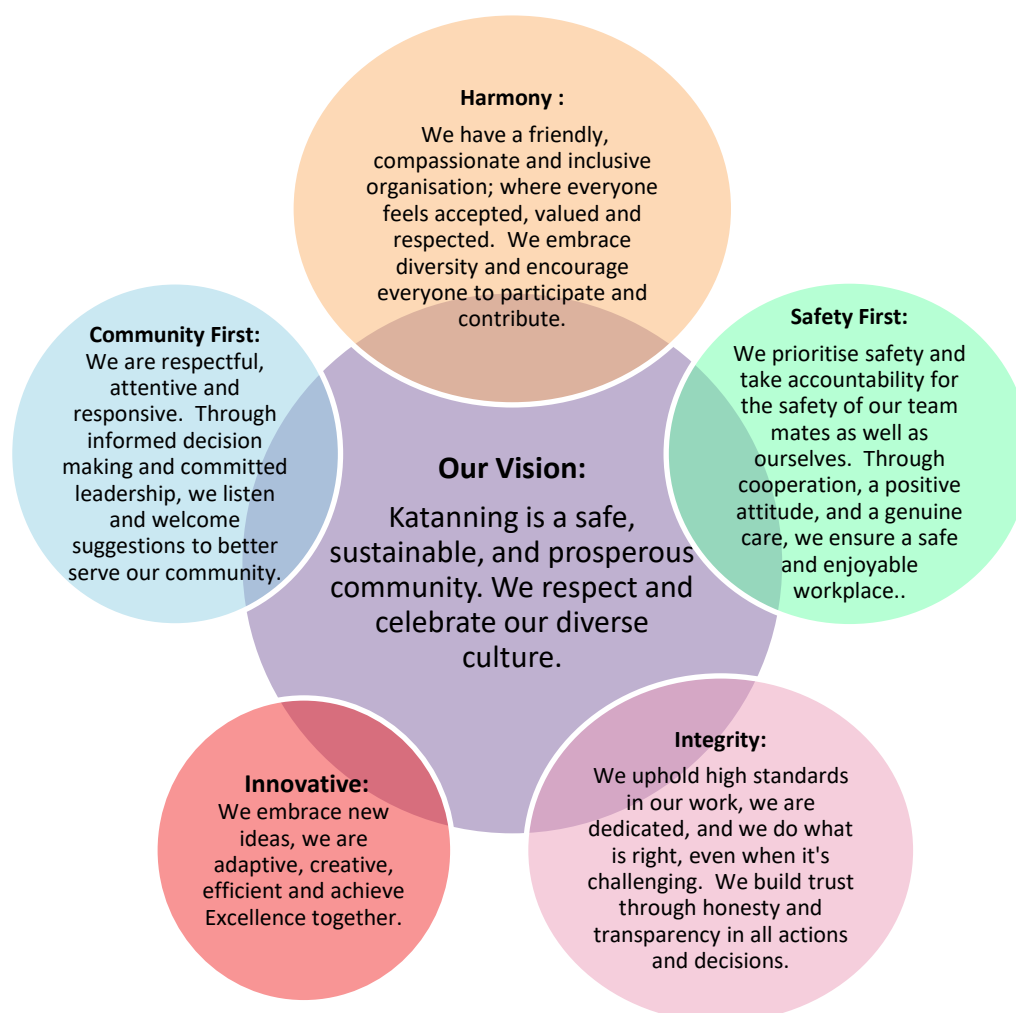 Harmony :
We have a friendly,
compassionate and inclusive
organisation; where everyone
feels accepted, valued and
respected.  We embrace
diversity and encourage
everyone to participate and
contribute.
Community First:
We are respectful,
attentive and
responsive.  Through
informed decision
making and committed
leadership, we listen
and welcome
suggestions to better
serve our community.
Safety First:
We prioritise safety and
take accountability for
the safety of our team
mates as well as
ourselves.  Through
cooperation, a positive
attitude, and a genuine
care, we ensure a safe
and enjoyable
workplace..
Our Vision:
Katanning is a safe,
sustainable, and prosperous
community. We respect and
celebrate our diverse
culture.
Innovative:
We embrace new
ideas, we are
adaptive, creative,
efficient and achieve
Excellence together.
Integrity:
We uphold high standards
in our work, we are
dedicated, and we do what
is right, even when it's
challenging.  We build trust
through honesty and
transparency in all actions
and decisions.